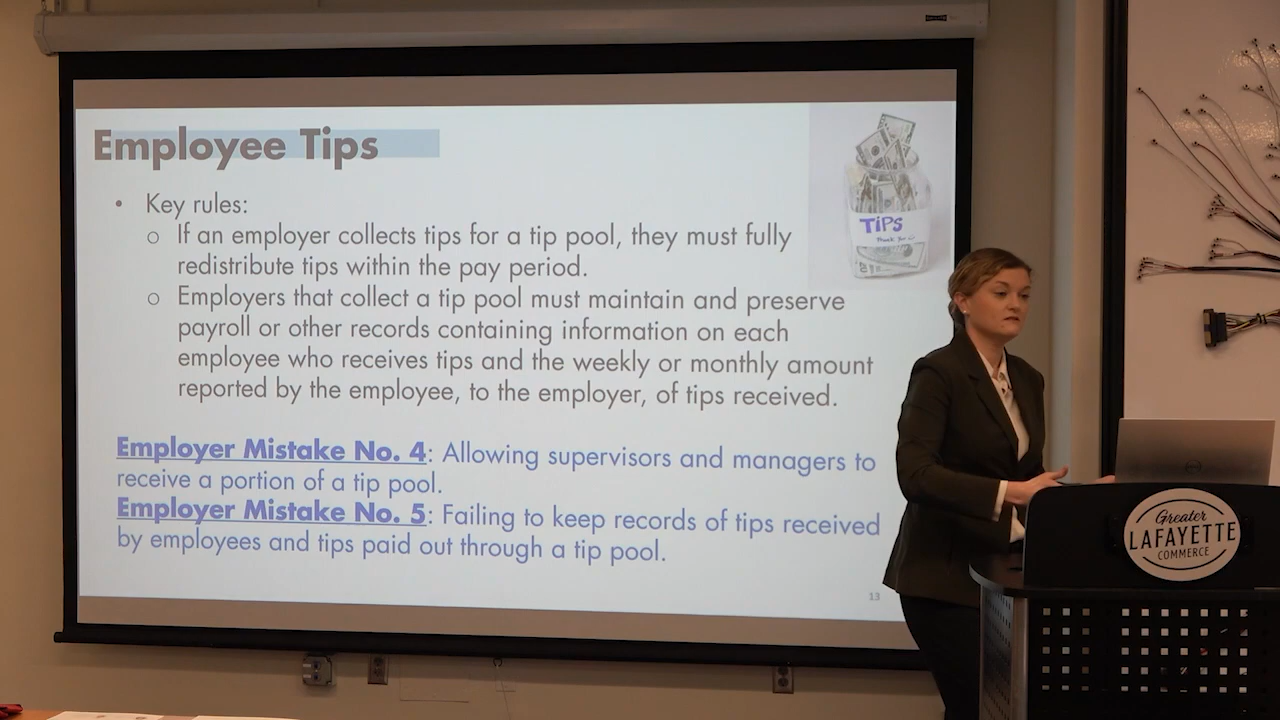 Employee Tips
• Key rules:
o If an employer collects tips for a tip pool, they must fully
redistribute tips within the pay period.
o Employers that collect a tip pool must maintain and preserve
payroll or other records containing information on each
employee who receives tips and the weekly or monthly amount
reported by the employee, to the employer, of tips received.
Employer Mistake No. 4: Allowing supervisors and managers to
receive a portion of a tip pool.
Employer Mistake No. 5: Failing to keep records of tips received
by employees and tips paid out through a tip pool.
13
TiPS
Thank You
Greater
LAFAYETTE
COMMERCE